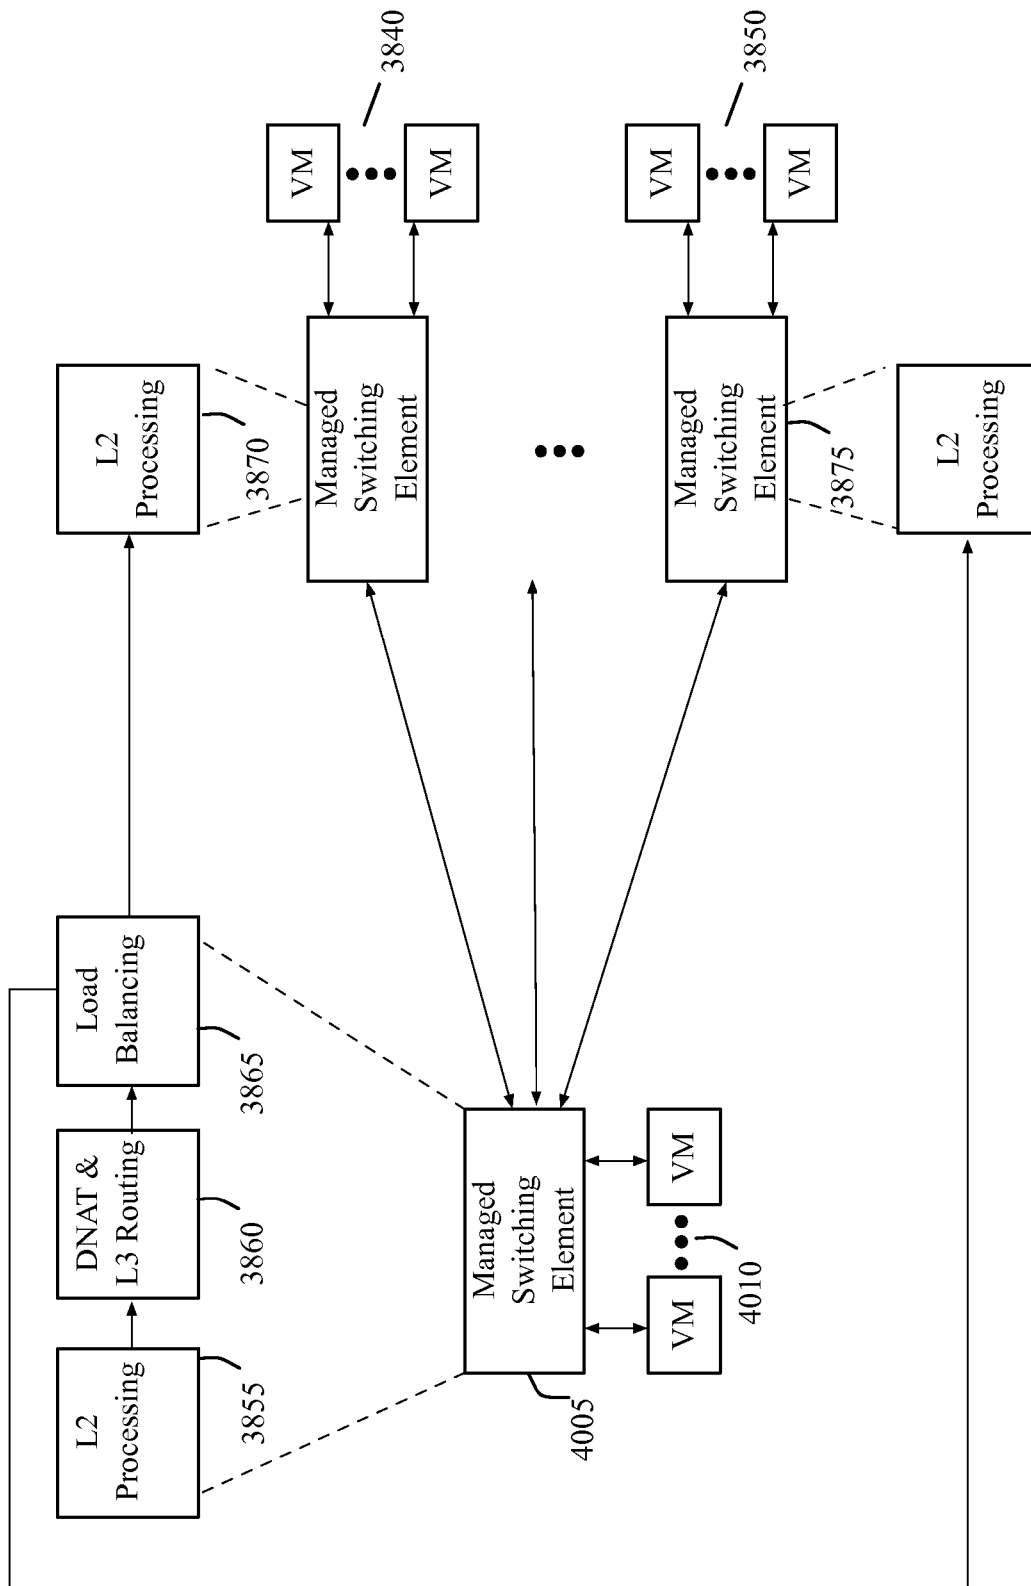 L2
Processing
3855
DNAT &
L3 Routing
3860
Load
Balancing
3865
L2
Processing
3870
Managed
Switching
Element
4005
VM
VM
4010
Managed
Switching
Element
VM
VM
3840
Managed
Switching
Element
3875
VM
VM
3850
L2
Processing